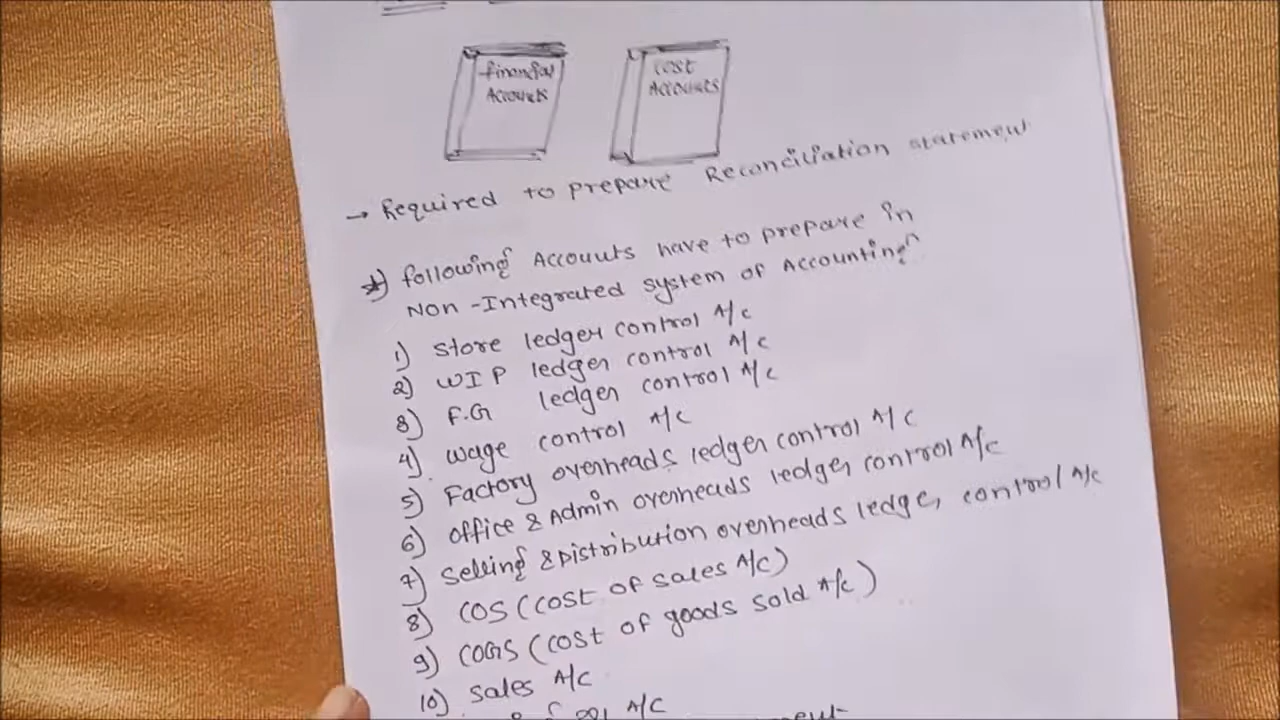 financial
Accounts
cost
Accounts
→ Required to prepare Reconciliation statement
*) following Accounts have to prepare in
Non-Integrated system of Accounting
1) Store ledger control A/c
2) WIP ledger control A/c
3) F.G ledger control A/c
4) wage control A/c
5) Factory overheads ledger control A/c
6) office & Admin overheads ledger control A/c
7) Selling & Distribution overheads ledge, control A/c
8) COS (cost of sales A/c)
9) COGS (cost of goods sold A/c)
10) Sales A/c
A/C